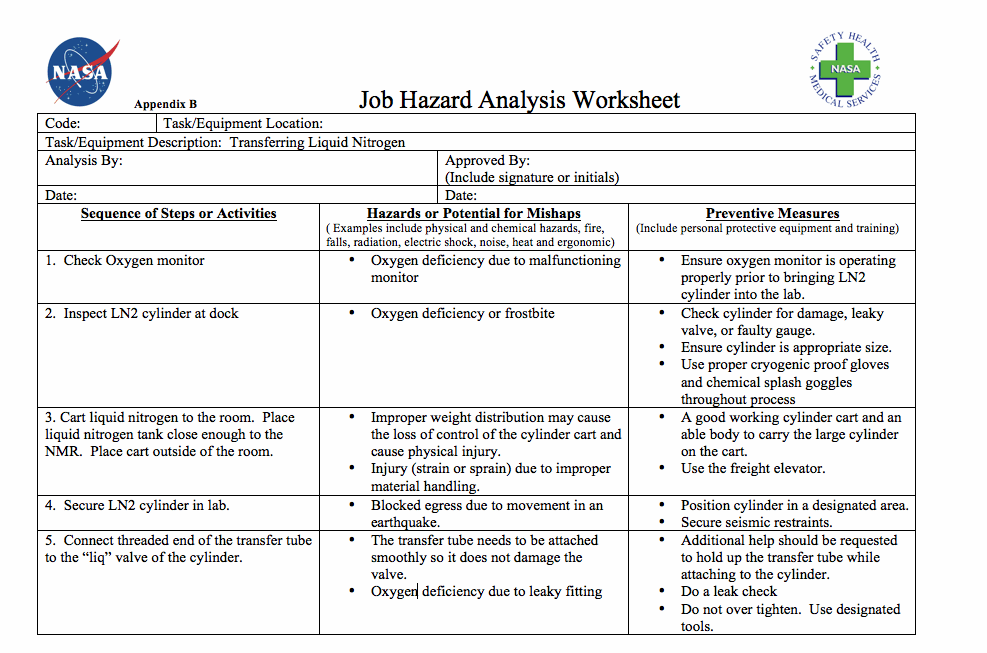 NASA
SAFETY HEALTH
NASA
MEDICAL SERVICES
Appendix B
Job Hazard Analysis Worksheet
Code:
Task/Equipment Location:
Task/Equipment Description:  Transferring Liquid Nitrogen
Analysis By:
Approved By:
(Include signature or initials)
Date:
Date:
Sequence of Steps or Activities
Hazards or Potential for Mishaps
( Examples include physical and chemical hazards, fire,
falls, radiation, electric shock, noise, heat and ergonomic)
Preventive Measures
(Include personal protective equipment and training)
1.  Check Oxygen monitor
• Oxygen deficiency due to malfunctioning
monitor
• Ensure oxygen monitor is operating
properly prior to bringing LN2
cylinder into the lab.
2.  Inspect LN2 cylinder at dock
• Oxygen deficiency or frostbite
• Check cylinder for damage, leaky
valve, or faulty gauge.
• Ensure cylinder is appropriate size.
• Use proper cryogenic proof gloves
and chemical splash goggles
throughout process
3. Cart liquid nitrogen to the room.  Place
liquid nitrogen tank close enough to the
NMR.  Place cart outside of the room.
• Improper weight distribution may cause
the loss of control of the cylinder cart and
cause physical injury.
• Injury (strain or sprain) due to improper
material handling.
• A good working cylinder cart and an
able body to carry the large cylinder
on the cart.
• Use the freight elevator.
4.  Secure LN2 cylinder in lab.
• Blocked egress due to movement in an
earthquake.
• Position cylinder in a designated area.
• Secure seismic restraints.
5.  Connect threaded end of the transfer tube
to the “liq” valve of the cylinder.
• The transfer tube needs to be attached
smoothly so it does not damage the
valve.
• Oxygen deficiency due to leaky fitting
• Additional help should be requested
to hold up the transfer tube while
attaching to the cylinder.
• Do a leak check
• Do not over tighten.  Use designated
tools.